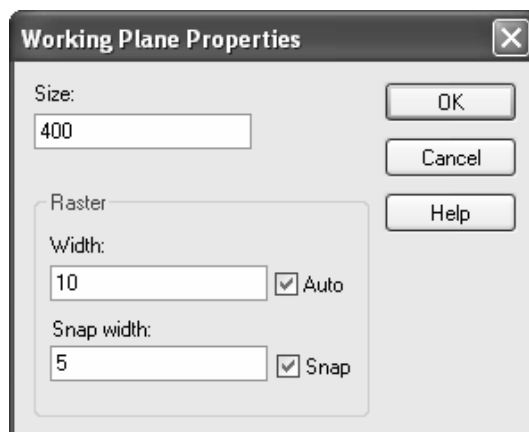 Working Plane Properties
Size:
400
OK
Cancel
Help
Raster
Width:
10
Auto
Snap width:
5
Snap